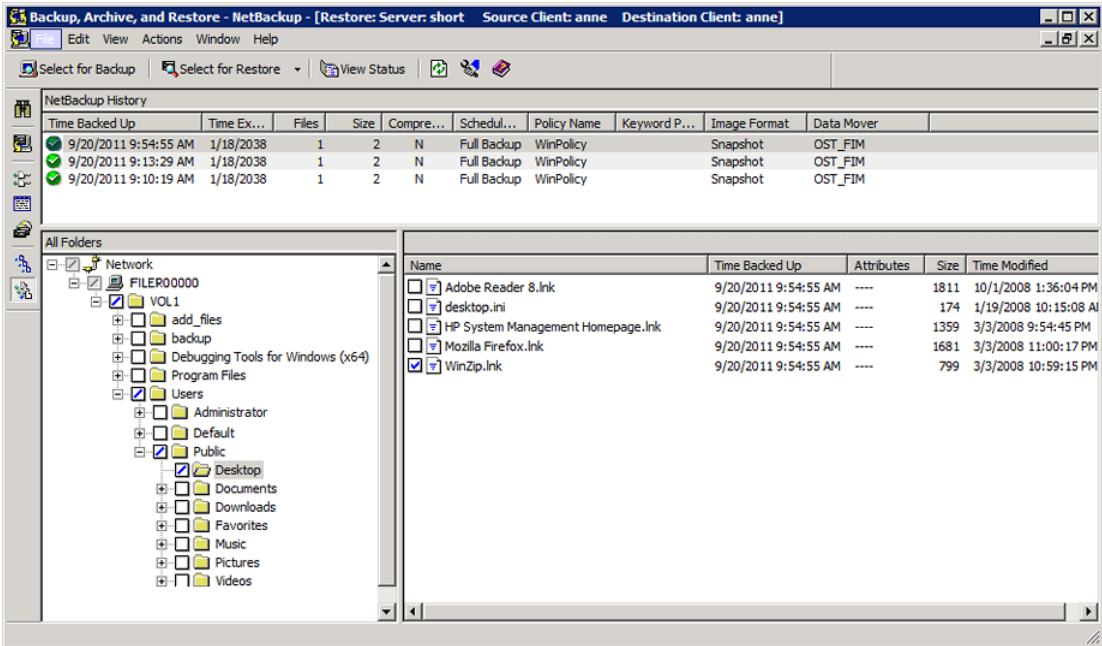 Backup, Archive, and Restore - NetBackup - [Restore: Server: short Source Client: anne Destination Client: anne]
File Edit View Actions Window Help
Select for Backup Select for Restore View Status
NetBackup History
Time Backed Up Time Ex... Files Size Compre... Schedul... Policy Name Keyword P... Image Format Data Mover
9/20/2011 9:54:55 AM 1/18/2038 1 2 N Full Backup WinPolicy Snapshot OST_FIM
9/20/2011 9:13:29 AM 1/18/2038 1 2 N Full Backup WinPolicy Snapshot OST_FIM
9/20/2011 9:10:19 AM 1/18/2038 1 2 N Full Backup WinPolicy Snapshot OST_FIM
All Folders
Network
FILER00000
VOL1
add_files
backup
Debugging Tools for Windows (x64)
Program Files
Users
Administrator
Default
Public
Desktop
Documents
Downloads
Favorites
Music
Pictures
Videos
Name Time Backed Up Attributes Size Time Modified
Adobe Reader 8.lnk 9/20/2011 9:54:55 AM ---- 1811 10/1/2008 1:36:04 PM
desktop.ini 9/20/2011 9:54:55 AM ---- 174 1/19/2008 10:15:08 A
HP System Management Homepage.lnk 9/20/2011 9:54:55 AM ---- 1359 3/3/2008 9:54:45 PM
Mozilla Firefox.lnk 9/20/2011 9:54:55 AM ---- 1681 3/3/2008 11:00:17 PM
WinZip.lnk 9/20/2011 9:54:55 AM ---- 799 3/3/2008 10:59:15 PM